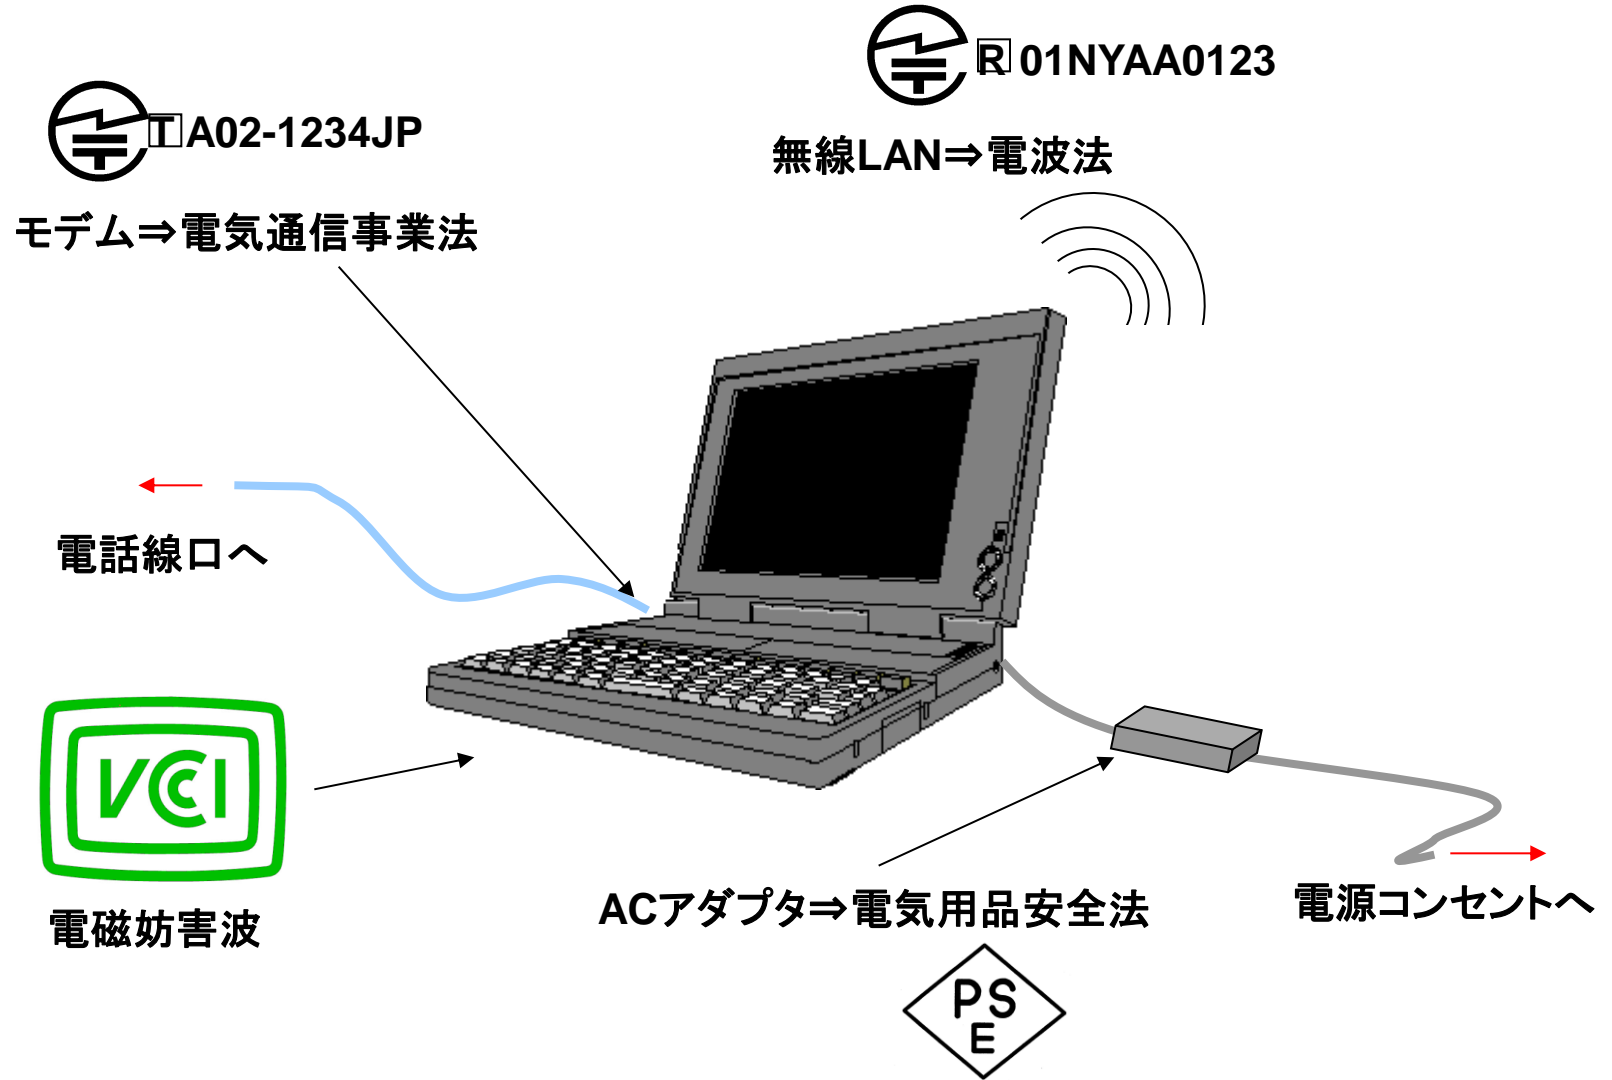 R 01NYAA0123
T A02-1234JP
無線LAN⇒電波法
モデム⇒電気通信事業法
電話線口へ
VCCI
電磁妨害波
ACアダプタ⇒電気用品安全法
電源コンセントへ
PS
E